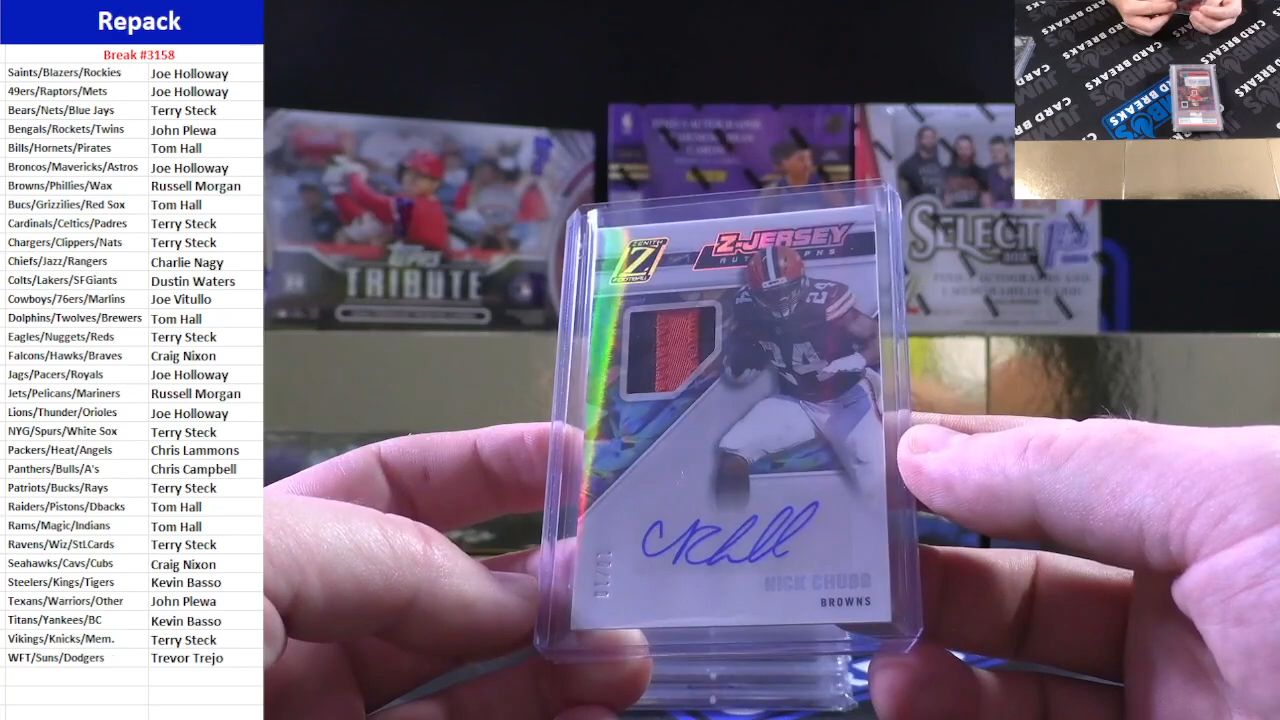 Repack
Break #3158
Saints/Blazers/Rockies Joe Holloway
49ers/Raptors/Mets Joe Holloway
Bears/Nets/Blue Jays Terry Steck
Bengals/Rockets/Twins John Plewa
Bills/Hornets/Pirates Tom Hall
Broncos/Mavericks/Astros Joe Holloway
Browns/Phillies/Wax Russell Morgan
Bucs/Grizzilies/Red Sox Tom Hall
Cardinals/Celtics/Padres Terry Steck
Chargers/Clippers/Nats Terry Steck
Chiefs/Jazz/Rangers Charlie Nagy
Colts/Lakers/SFGiants Dustin Waters
Cowboys/76ers/Marlins Joe Vitullo
Dolphins/Twolves/Brewers Tom Hall
Eagles/Nuggets/Reds Terry Steck
Falcons/Hawks/Braves Craig Nixon
Jags/Pacers/Royals Joe Holloway
Jets/Pelicans/Mariners Russell Morgan
Lions/Thunder/Orioles Joe Holloway
NYG/Spurs/White Sox Terry Steck
Packers/Heat/Angels Chris Lammons
Panthers/Bulls/A's Chris Campbell
Patriots/Bucks/Rays Terry Steck
Raiders/Pistons/Dbacks Tom Hall
Rams/Magic/Indians Tom Hall
Ravens/Wiz/StLCards Terry Steck
Seahawks/Cavs/Cubs Craig Nixon
Steelers/Kings/Tigers Kevin Basso
Texans/Warriors/Other John Plewa
Titans/Yankees/BC Kevin Basso
Vikings/Knicks/Mem. Terry Steck
WFT/Suns/Dodgers Trevor Trejo
CARD BREAKS
JUMBO'S
topps
TRIBUTE
SELECT
ZENITH
Z
FOOTBALL
Z-JERSEY
AUTOGRAPHS
24
24
NICK CHUBB
BROWNS